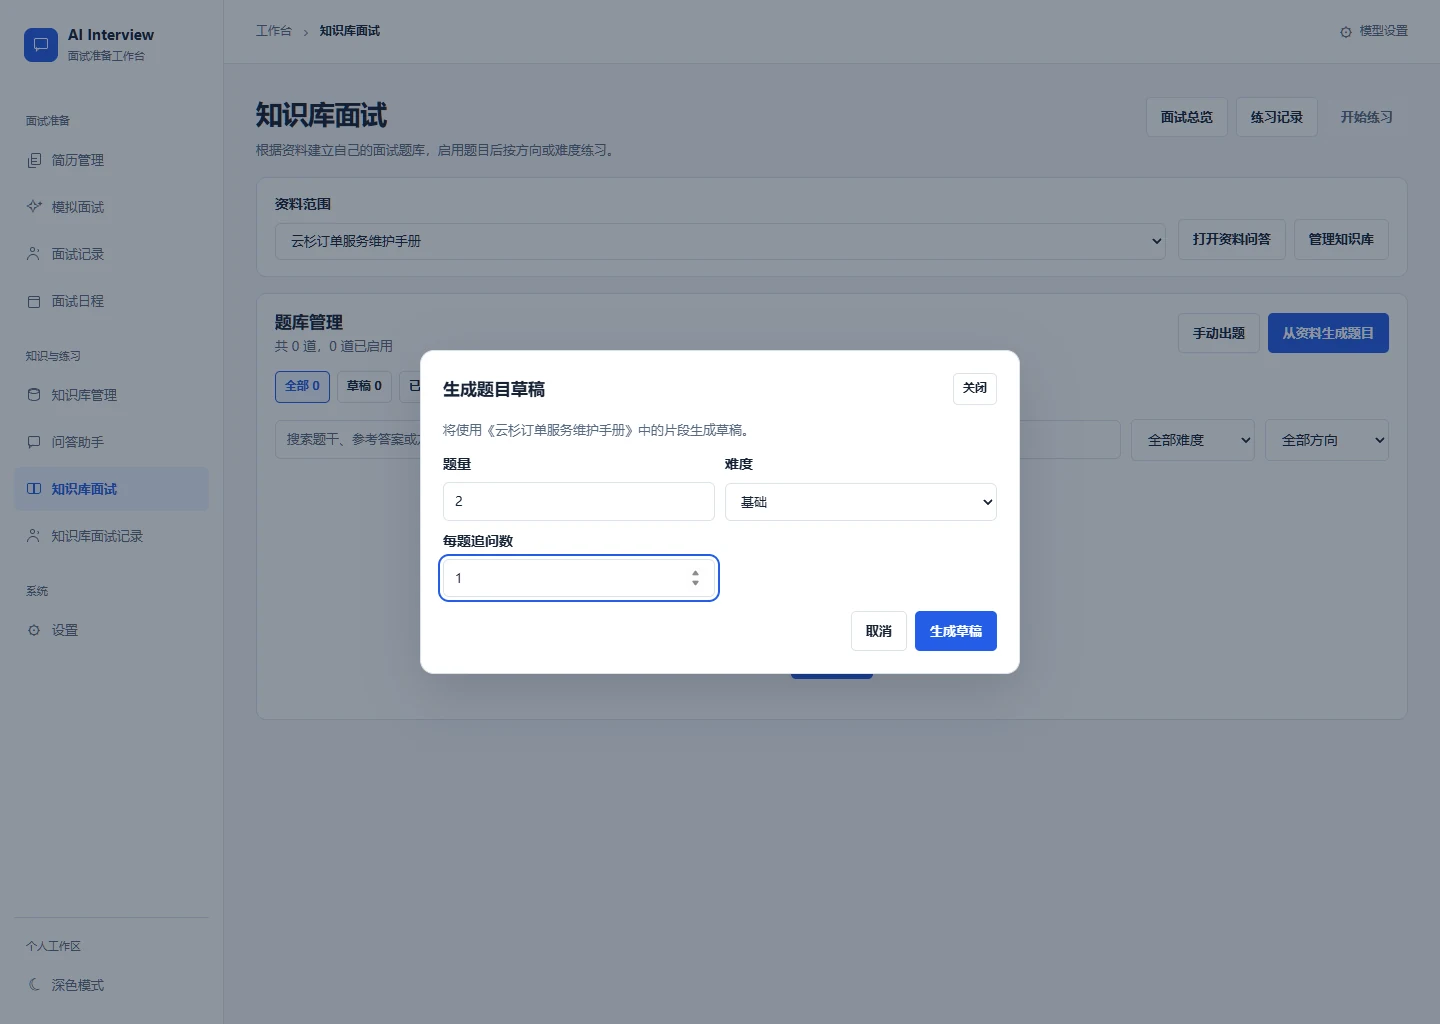 AI Interview
面试准备工作台
面试准备
简历管理
模拟面试
面试记录
面试日程
知识与练习
知识库管理
问答助手
知识库面试
知识库面试记录
系统
设置
个人工作区
深色模式
工作台 › 知识库面试
模型设置
知识库面试
根据资料建立自己的面试题库，启用题目后按方向或难度练习。
面试总览
练习记录
开始练习
资料范围
云杉订单服务维护手册
打开资料问答
管理知识库
题库管理
共 0 道，0 道已启用
手动出题
从资料生成题目
全部 0
草稿 0
已
搜索题干、参考答案或
全部难度
全部方向
生成题目草稿
关闭
将使用《云杉订单服务维护手册》中的片段生成草稿。
题量
难度
2
基础
每题追问数
1
取消
生成草稿